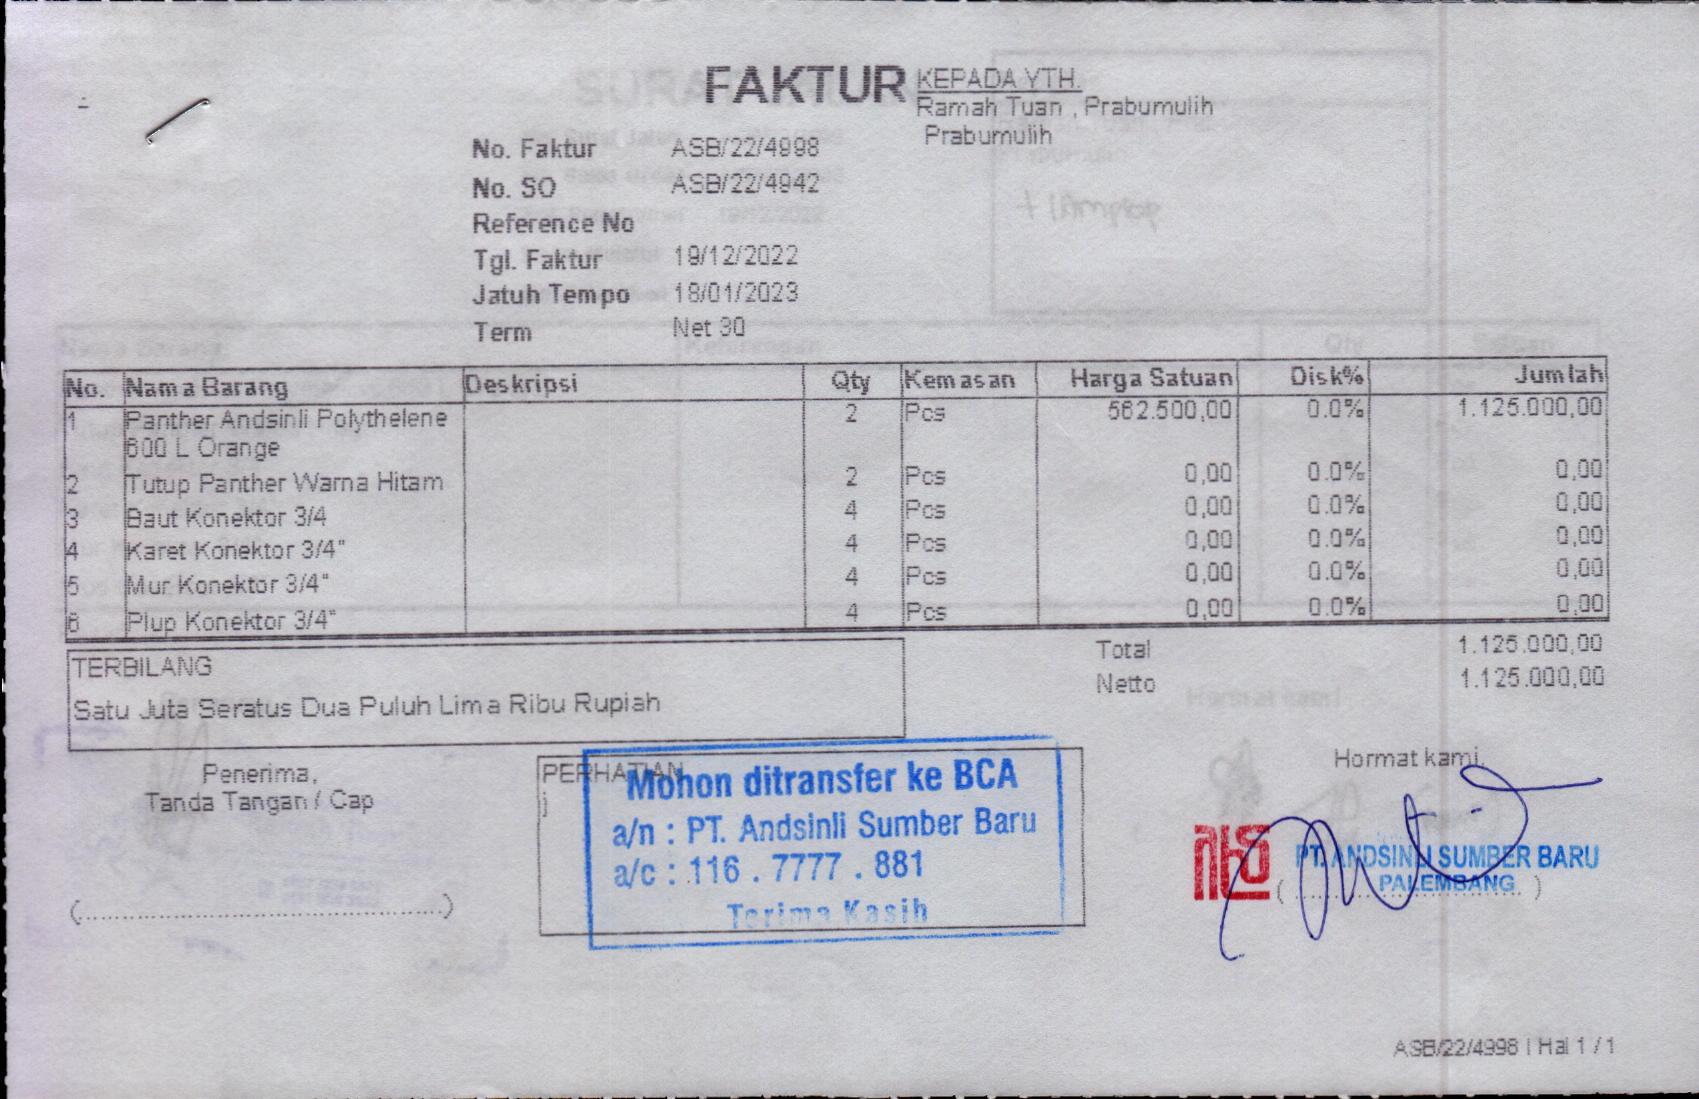 FAKTUR
KEPADA YTH.
Ramah Tuan , Prabumulih
Prabumulih
No. Faktur ASB/22/4998
No. SO ASB/22/4942
Reference No
Tgl. Faktur 19/12/2022
Jatuh Tempo 18/01/2023
Term Net 30
No. Nama Barang Deskripsi Qty Kemasan Harga Satuan Disk% Jumlah
1 Panther Andsinli Polythelene 2 Pcs 562.500,00 0.0% 1.125.000,00
600 L Orange
2 Tutup Panther Warna Hitam 2 Pcs 0,00 0.0% 0,00
3 Baut Konektor 3/4 4 Pcs 0,00 0.0% 0,00
4 Karet Konektor 3/4" 4 Pcs 0,00 0.0% 0,00
5 Mur Konektor 3/4" 4 Pcs 0,00 0.0% 0,00
6 Plup Konektor 3/4" 4 Pcs 0,00 0.0% 0,00
Total 1.125.000,00
Netto 1.125.000,00
TERBILANG
Satu Juta Seratus Dua Puluh Lima Ribu Rupiah
Penerima,
Tanda Tangan / Cap
(......................................)
PERHATIAN
j
Mohon ditransfer ke BCA
a/n : PT. Andsinli Sumber Baru
a/c : 116 . 7777 . 881
Terima Kasih
Hormat kami,
PT. ANDSINLI SUMBER BARU
PALEMBANG
ASB/22/4998 | Hal 1 / 1